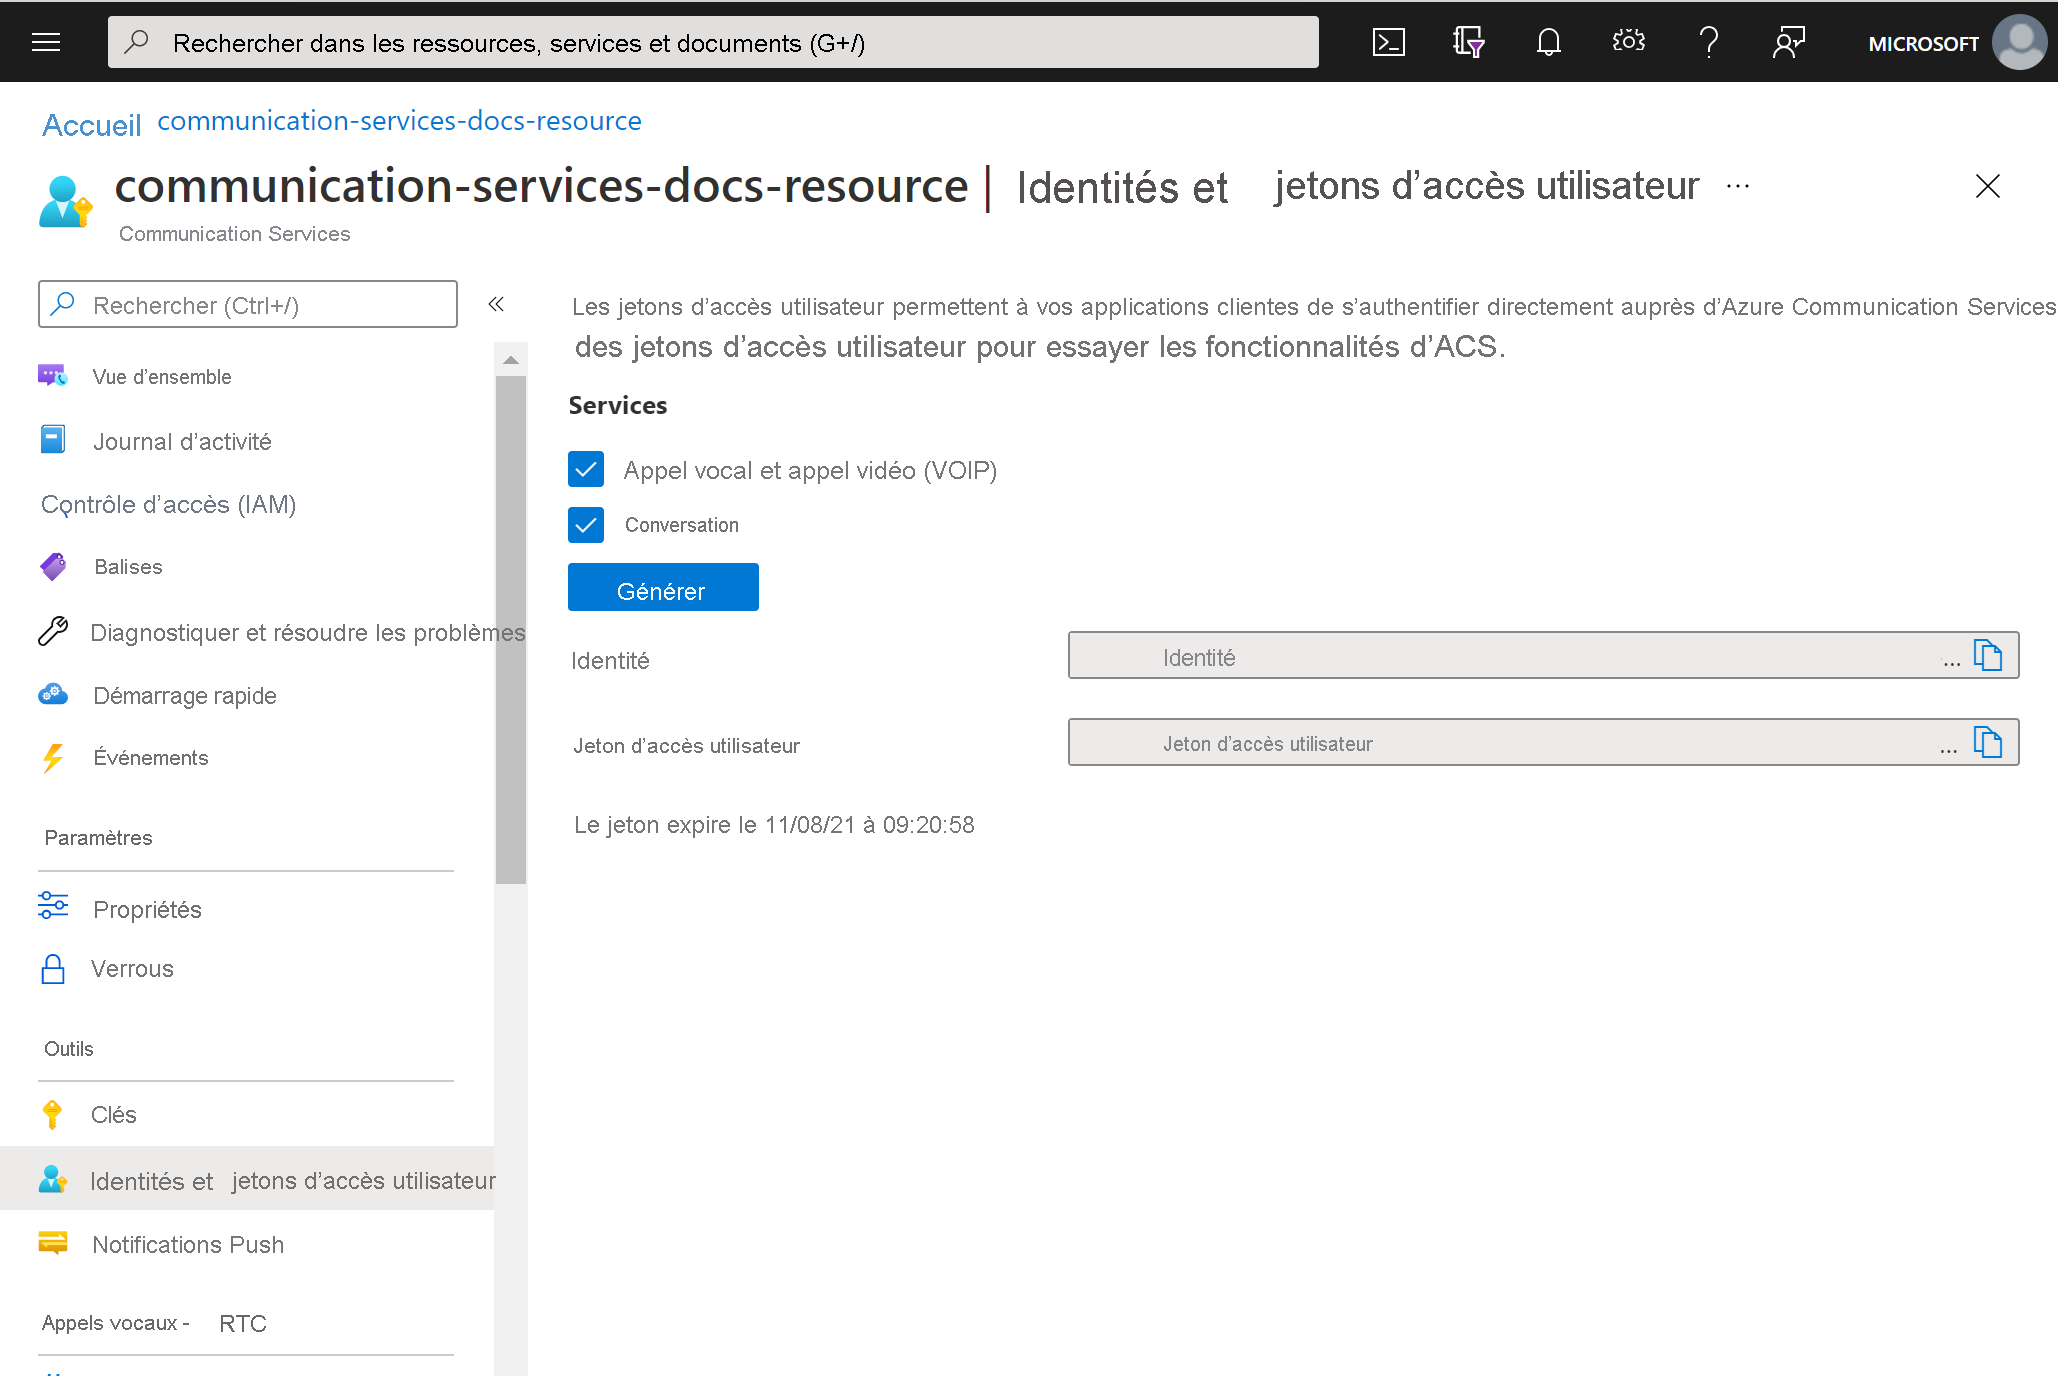 Rechercher dans les ressources, services et documents (G+/)
MICROSOFT
Accueil communication-services-docs-resource
communication-services-docs-resource | Identités et jetons d’accès utilisateur ...
Communication Services
Rechercher (Ctrl+/)
Vue d’ensemble
Journal d’activité
Contrôle d’accès (IAM)
Balises
Diagnostiquer et résoudre les problèmes
Démarrage rapide
Événements
Paramètres
Propriétés
Verrous
Outils
Clés
Identités et jetons d’accès utilisateur
Notifications Push
Appels vocaux - RTC
Les jetons d’accès utilisateur permettent à vos applications clientes de s’authentifier directement auprès d’Azure Communication Services
des jetons d’accès utilisateur pour essayer les fonctionnalités d’ACS.
Services
Appel vocal et appel vidéo (VOIP)
Conversation
Générer
Identité
Identité ...
Jeton d’accès utilisateur
Jeton d’accès utilisateur ...
Le jeton expire le 11/08/21 à 09:20:58